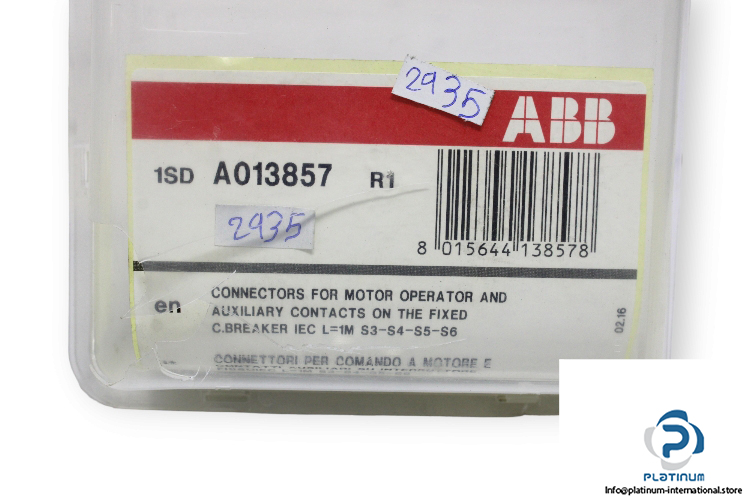 2935
ABB
1SD A013857 R1
2935
8 015644 138578
en
CONNECTORS FOR MOTOR OPERATOR AND
AUXILIARY CONTACTS ON THE FIXED
C.BREAKER IEC L=1M S3-S4-S5-S6
02.16
CONNETTORI PER COMANDO A MOTORE E
PLATINUM
Info@platinum-international.store